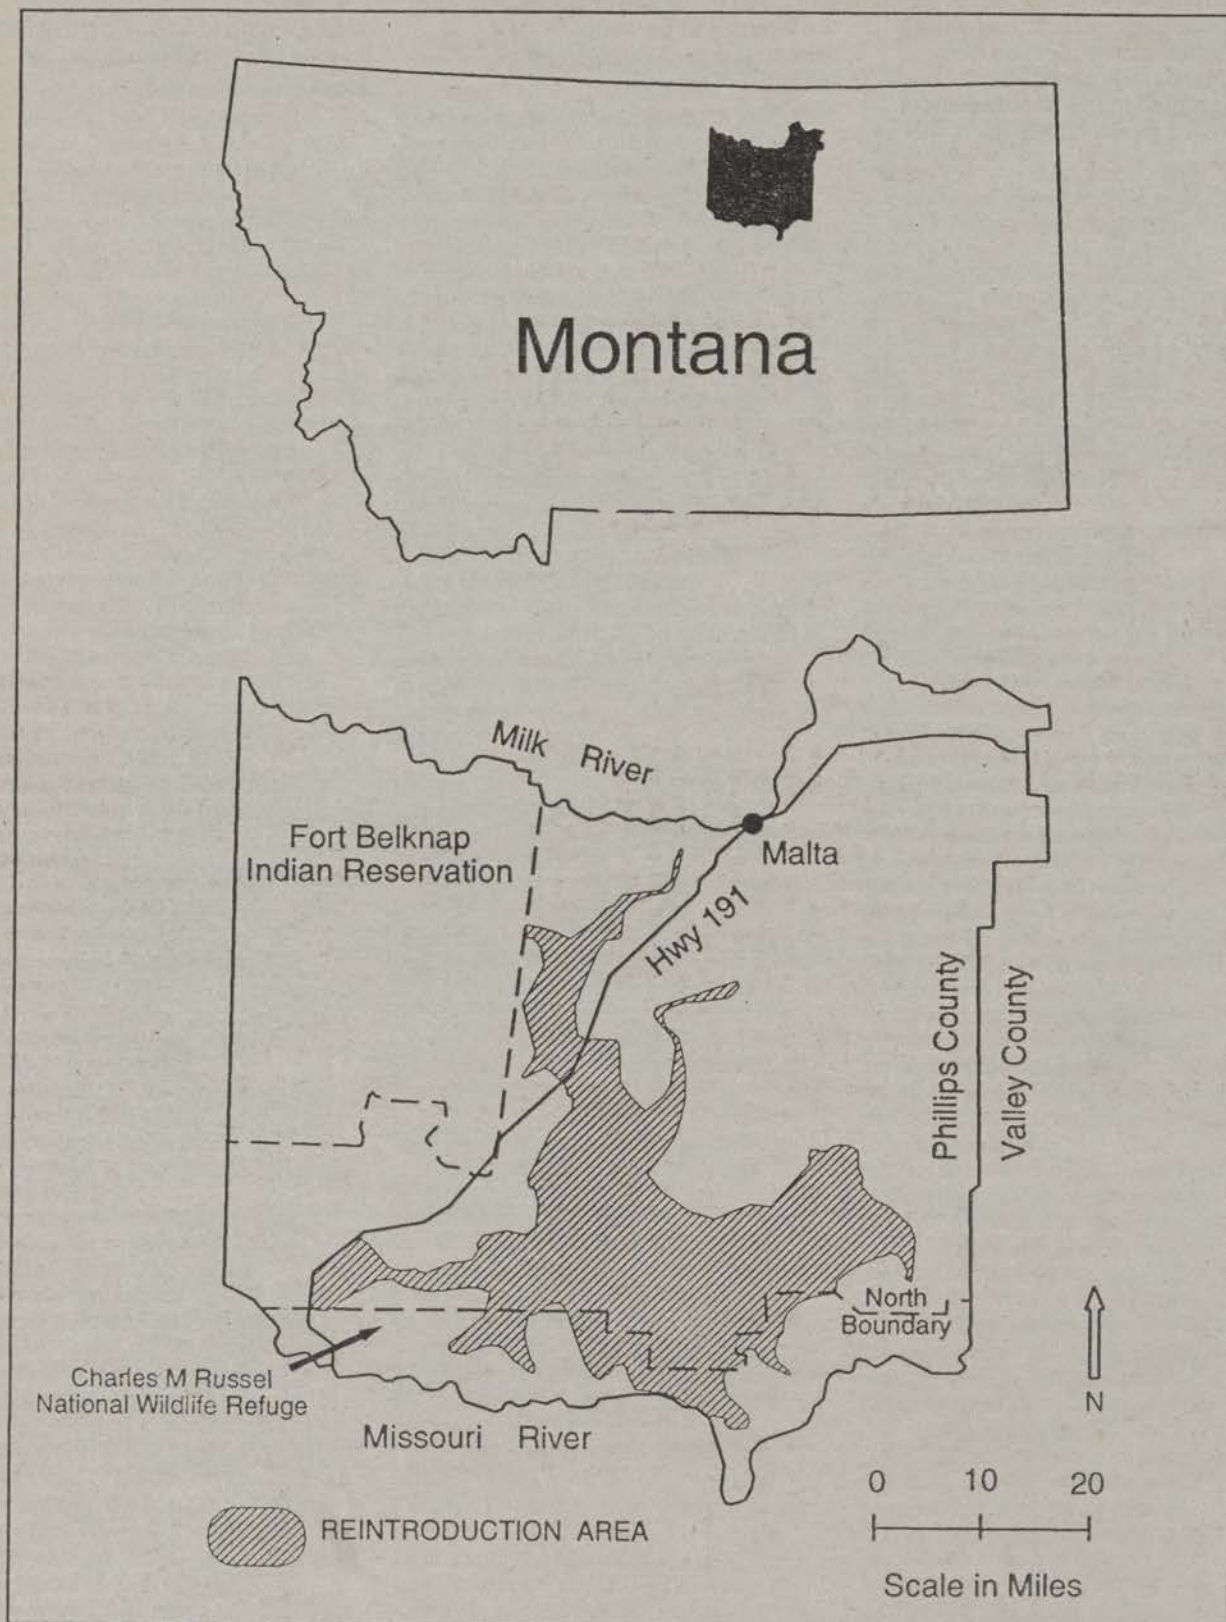 Montana
Milk River
Fort Belknap
Indian Reservation
Malta
Hwy 191
Phillips County
Valley County
North
Boundary
Charles M Russel
National Wildlife Refuge
Missouri River
N
0 10 20
Scale in Miles
REINTRODUCTION AREA